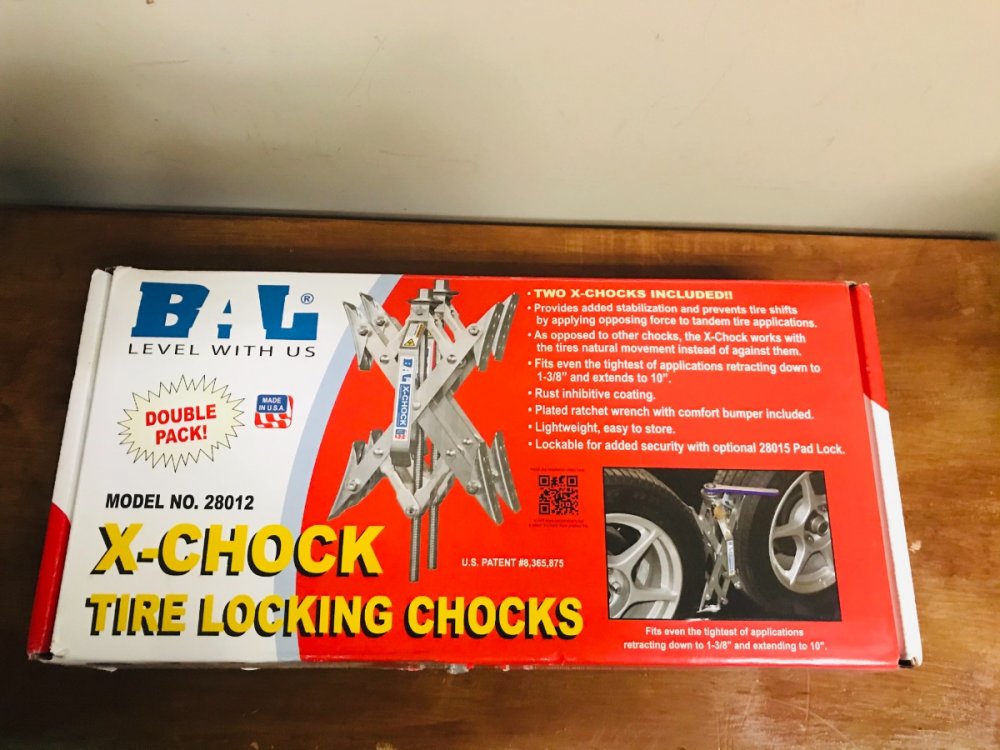 BAL®
LEVEL WITH US
DOUBLE
PACK!
MADE
IN U.S.A
MODEL NO. 28012
X-CHOCK
TIRE LOCKING CHOCKS
BAL X-CHOCK
• TWO X-CHOCKS INCLUDED!!
• Provides added stabilization and prevents tire shifts
by applying opposing force to tandem tire applications.
• As opposed to other chocks, the X-Chock works with
the tires natural movement instead of against them.
• Fits even the tightest of applications retracting down to
1-3/8" and extends to 10".
• Rust inhibitive coating.
• Plated ratchet wrench with comfort bumper included.
• Lightweight, easy to store.
• Lockable for added security with optional 28015 Pad Lock.
U.S. PATENT #8,365,875
Fits even the tightest of applications
retracting down to 1-3/8" and extending to 10".